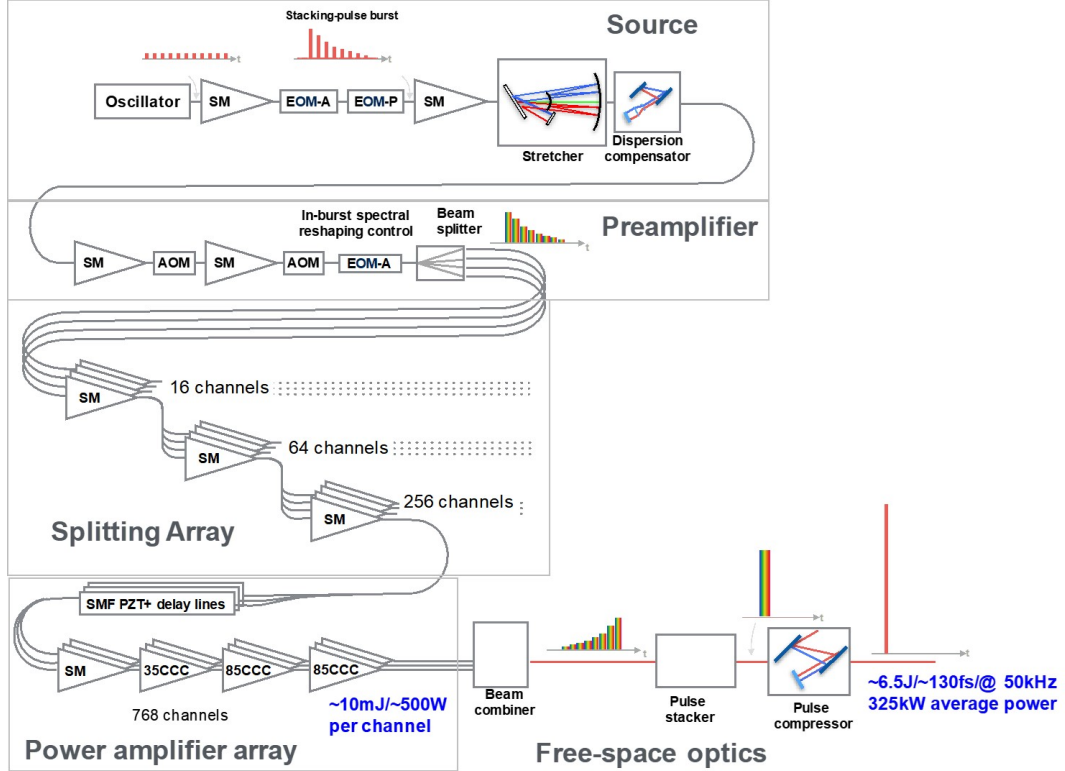 Stacking-pulse burst
Source
t
t
Oscillator
SM
EOM-A
EOM-P
SM
Stretcher
Dispersion
compensator
In-burst spectral
reshaping control
Beam
splitter
Preamplifier
t
SM
AOM
SM
AOM
EOM-A
SM
16 channels
SM
64 channels
SM
256 channels
Splitting Array
SMF PZT+ delay lines
SM
35CCC
85CCC
85CCC
768 channels
~10mJ/~500W
per channel
Power amplifier array
Beam
combiner
t
Pulse
stacker
t
Pulse
compressor
t
~6.5J/~130fs/@ 50kHz
325kW average power
Free-space optics